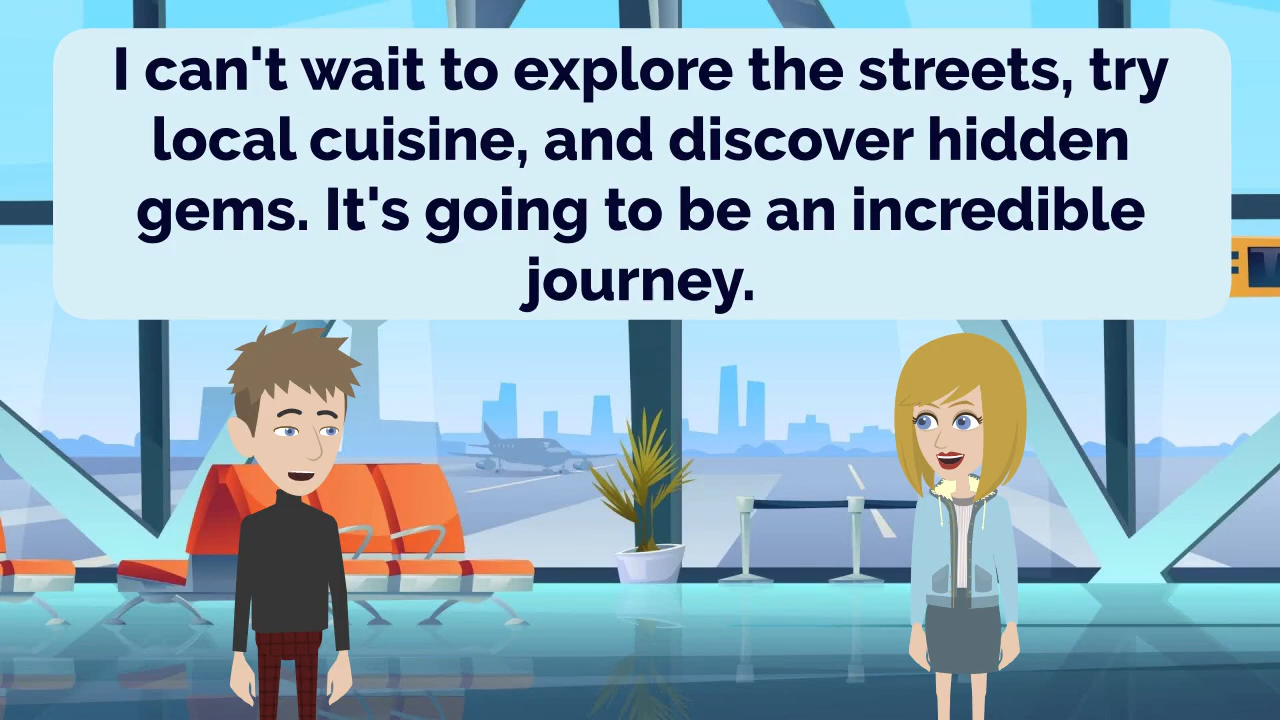 I can't wait to explore the streets, try
local cuisine, and discover hidden
gems. It's going to be an incredible
journey.